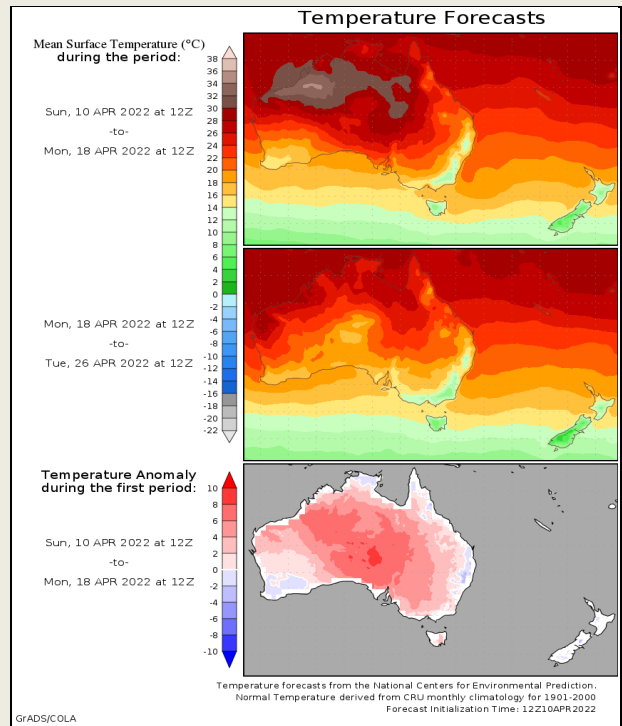 Temperature Forecasts
Mean Surface Temperature (°C)
during the period:
Sun, 10 APR 2022 at 12Z
-to-
Mon, 18 APR 2022 at 12Z
Mon, 18 APR 2022 at 12Z
-to-
Tue, 26 APR 2022 at 12Z
38
36
34
32
30
28
26
24
22
20
18
16
14
12
10
8
6
4
2
0
-2
-4
-6
-8
-10
-12
-14
-16
-18
-20
-22
Temperature Anomaly
during the first period:
Sun, 10 APR 2022 at 12Z
-to-
Mon, 18 APR 2022 at 12Z
10
8
6
4
2
0
-2
-4
-6
-8
-10
Temperature forecasts from the National Centers for Environmental Prediction.
Normal Temperature derived from CRU monthly climatology for 1901-2000
Forecast Initialization Time: 12Z10APR2022
GrADS/COLA